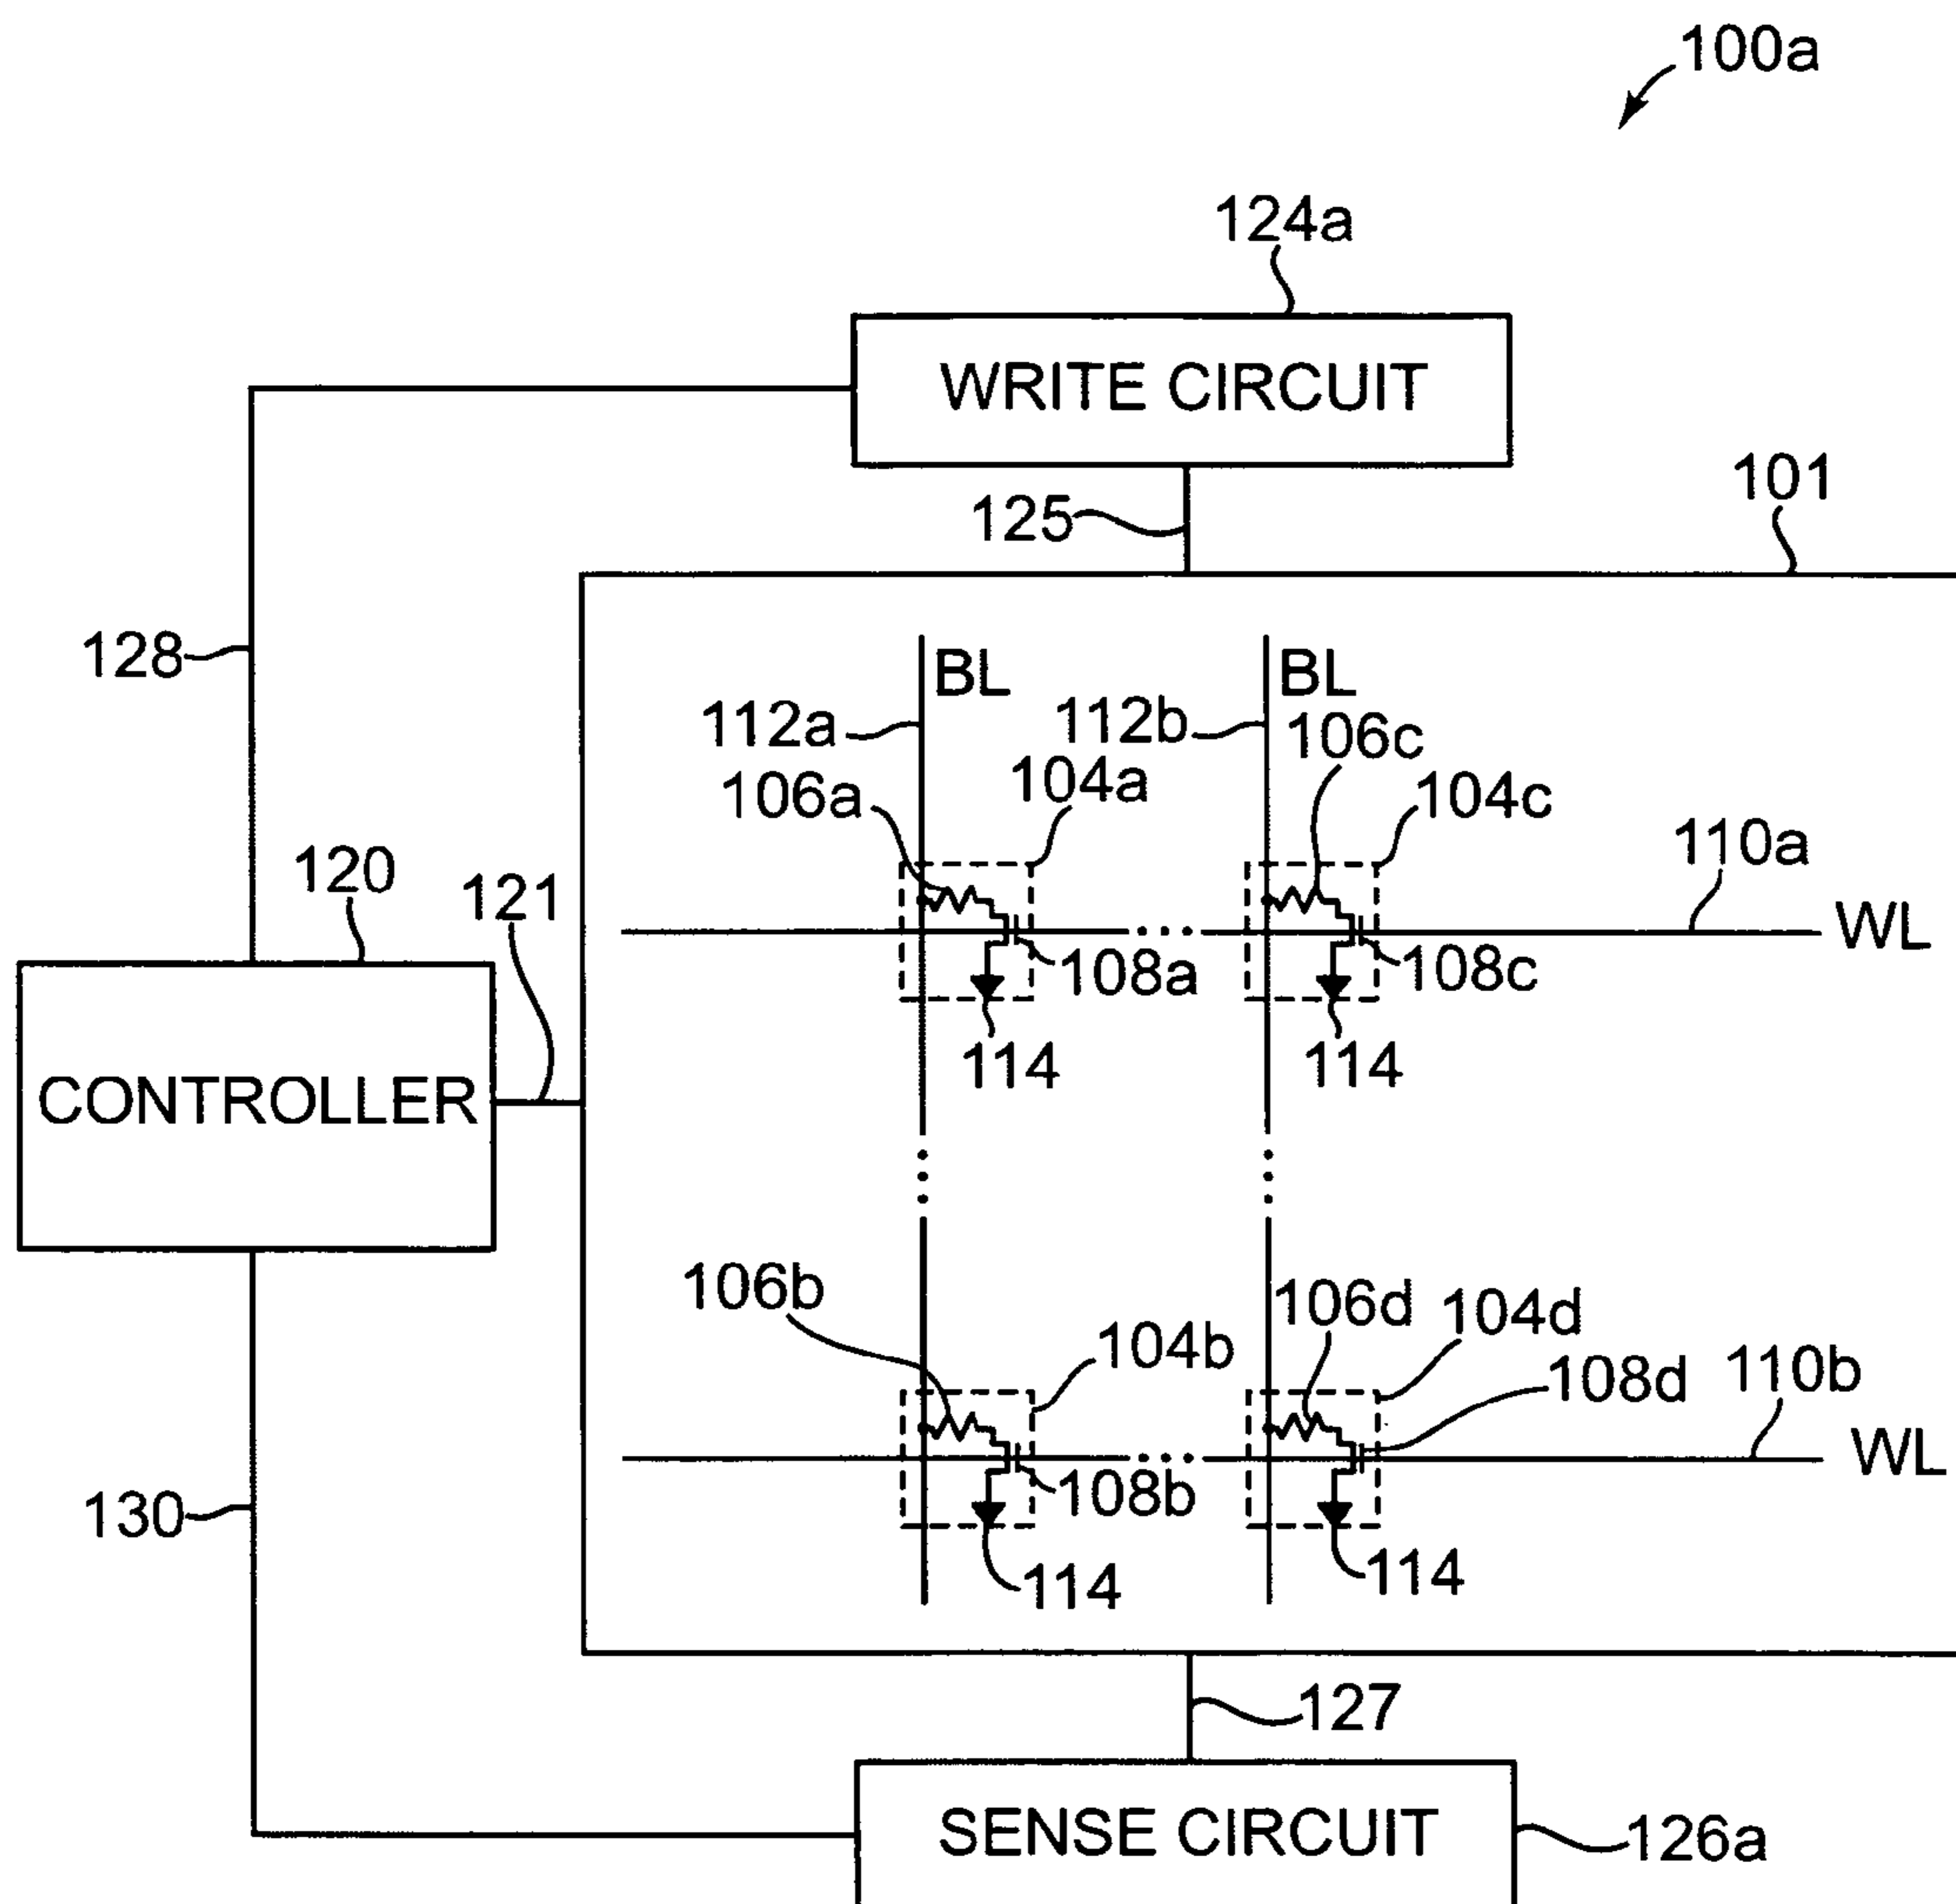 100a
124a
WRITE CIRCUIT
101
125
128
BL
BL
112a
112b
106c
106a
104a
104c
110a
120
121
WL
108a
108c
114
114
CONTROLLER
106b
106d
104d
104b
108d
110b
WL
108b
130
114
114
127
SENSE CIRCUIT
126a